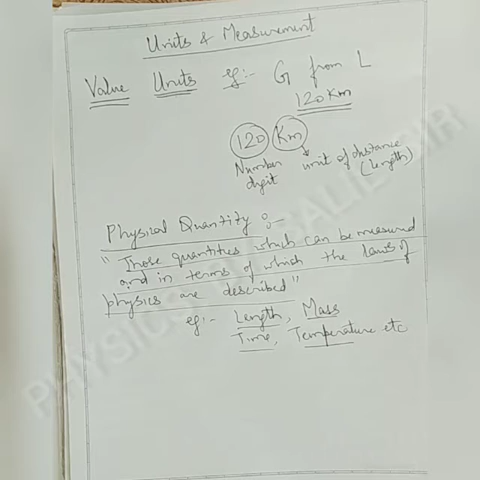 Units & Measurement
Value Units eg:- G from L
120 Km
120 Km
Number digit
unit of distance (Length)
Physical Quantity :-
" Those quantities which can be measured
and in terms of which the laws of
physics are described"
eg:- Length, Mass
Time, Temperature etc